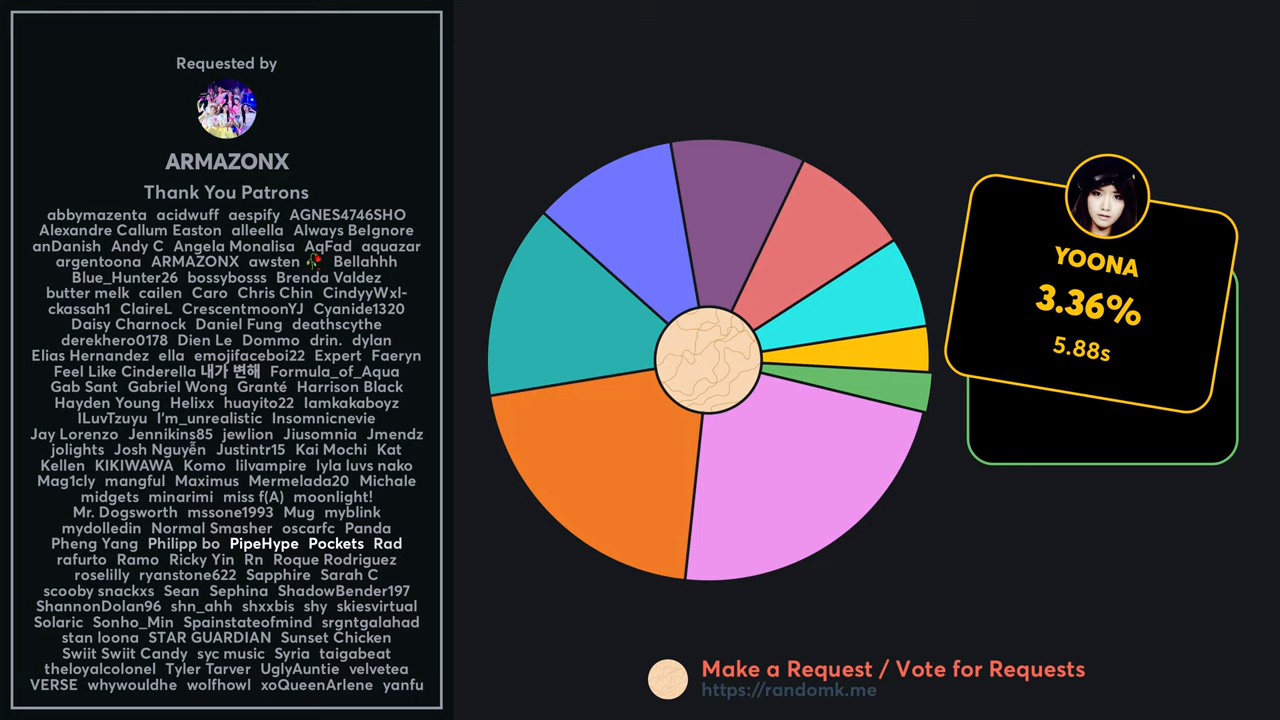 Requested by
ARMAZONX
Thank You Patrons
abbymazenta acidwuff aespify AGNES4746SHO
Alexandre Callum Easton alleella Always BeIgnore
anDanish Andy C Angela Monalisa AqFad aquazar
argentoona ARMAZONX awsten🥀 Bellahhh
Blue_Hunter26 bossybosss Brenda Valdez
butter melk cailen Caro Chris Chin CindyyWxl-
ckassah1 ClaireL CrescentmoonYJ Cyanide1320
Daisy Charnock Daniel Fung deathscythe
derekhero0178 Dien Le Dommo drin. dylan
Elias Hernandez ella emojifaceboi22 Expert Faeryn
Feel Like Cinderella 내가 변해 Formula_of_Aqua
Gab Sant Gabriel Wong Granté Harrison Black
Hayden Young Helixx huayito22 Iamkakaboyz
ILuvTzuyu I'm_unrealistic Insomnicnevie
Jay Lorenzo Jennikins85 jewlion Jiusomnia Jmendz
jolights Josh Nguyễn Justintr15 Kai Mochi Kat
Kellen KIKIWAWA Komo lilvampire lyla luvs nako
Mag1cly mangful Maximus Mermelada20 Michale
midgets minarimi miss f(A) moonlight!
Mr. Dogsworth mssone1993 Mug myblink
mydolledin Normal Smasher oscarfc Panda
Pheng Yang Philipp bo PipeHype Pockets Rad
rafurto Ramo Ricky Yin Rn Roque Rodriguez
roselilly ryanstone622 Sapphire Sarah C
scooby snackxs Sean Sephina ShadowBender197
ShannonDolan96 shn_ahh shxxbis shy skiesvirtual
Solaric Sonho_Min Spainstateofmind srgntgalahad
stan loona STAR GUARDIAN Sunset Chicken
Swiit Swiit Candy syc music Syria taigabeat
theloyalcolonel Tyler Tarver UglyAuntie velvetea
VERSE whywouldhe wolfhowl xoQueenArlene yanfu
YOONA
3.36%
5.88s
Make a Request / Vote for Requests
https://randomk.me